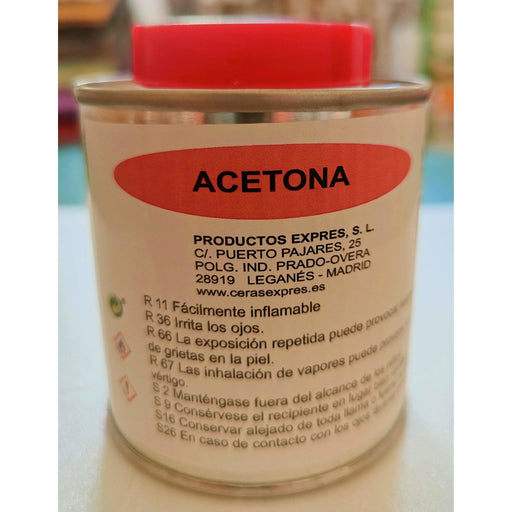 ACETONA
PRODUCTOS EXPRES, S. L.
C/. PUERTO PAJARES, 25
POLG. IND. PRADO-OVERA
28919 LEGANÉS - MADRID
www.cerasexpres.es
R 11 Fácilmente inflamable
R 36 Irrita los ojos.
R 66 La exposición repetida puede provocar
de grietas en la piel.
R 67 Las inhalación de vapores puede
vértigo.
S 2 Manténgase fuera del alcance de los niños
S 9 Consérvese el recipiente en lugar bien
S16 Conservar alejado de toda llama o
S26 En caso de contacto con los ojos